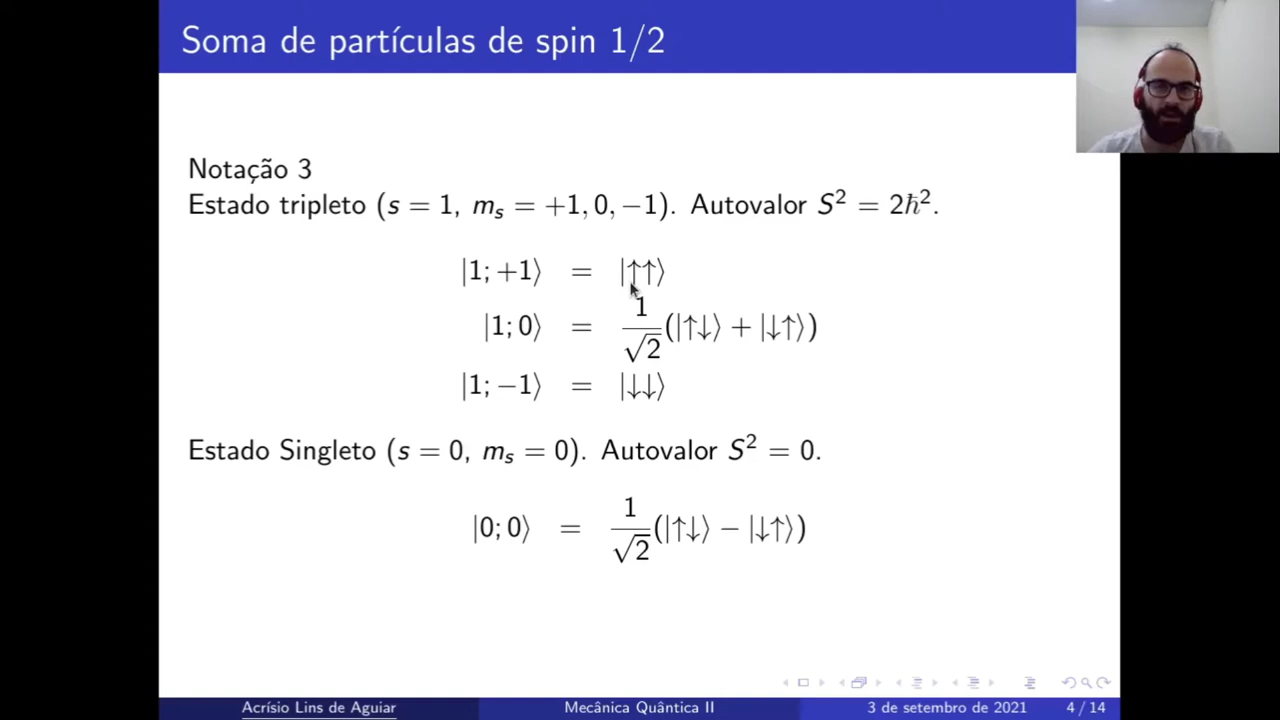 Soma de partículas de spin 1/2
Notação 3
Estado tripleto (s = 1, mₛ = +1, 0, −1). Autovalor S² = 2ℏ².
|1; +1⟩ = |↑↑⟩
|1; 0⟩ = 1/√2 (|↑↓⟩ + |↓↑⟩)
|1; −1⟩ = |↓↓⟩
Estado Singleto (s = 0, mₛ = 0). Autovalor S² = 0.
|0; 0⟩ = 1/√2 (|↑↓⟩ − |↓↑⟩)
Acrísio Lins de Aguiar Mecânica Quântica II 3 de setembro de 2021 4 / 14